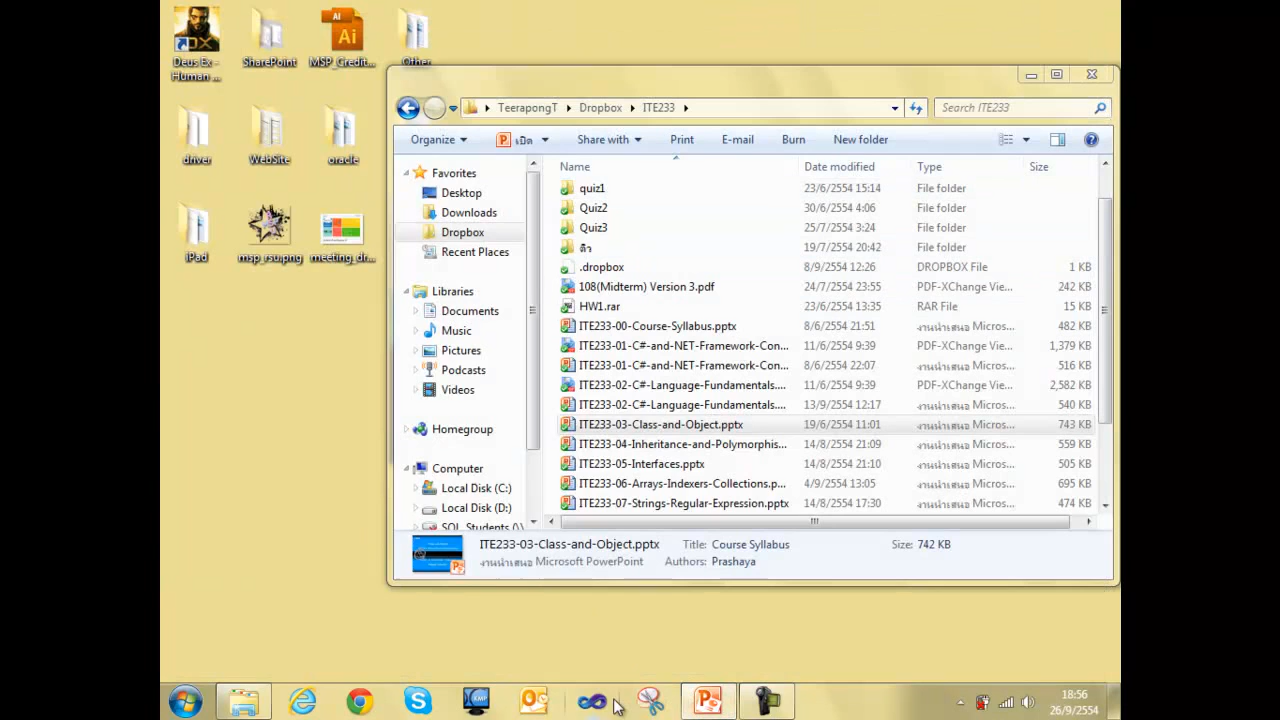 Deus Ex -
Human ...
SharePoint
MSP_Credit...
Other
driver
WebSite
oracle
iPad
msp_rsu.png
meeting_dr...
TeerapongT
Dropbox
ITE233
Search ITE233
Organize
เปิด
Share with
Print
E-mail
Burn
New folder
Favorites
Desktop
Downloads
Dropbox
Recent Places
Libraries
Documents
Music
Pictures
Podcasts
Videos
Homegroup
Computer
Local Disk (C:)
Local Disk (D:)
SQL_Students (\
Name Date modified Type Size
quiz1 23/6/2554 15:14 File folder
Quiz2 30/6/2554 4:06 File folder
Quiz3 25/7/2554 3:24 File folder
ติว 19/7/2554 20:42 File folder
.dropbox 8/9/2554 12:26 DROPBOX File 1 KB
108(Midterm) Version 3.pdf 24/7/2554 23:55 PDF-XChange Vie... 242 KB
HW1.rar 23/6/2554 13:35 RAR File 15 KB
ITE233-00-Course-Syllabus.pptx 8/6/2554 21:51 งานนำเสนอ Micros... 482 KB
ITE233-01-C#-and-NET-Framework-Con... 11/6/2554 9:39 PDF-XChange Vie... 1,379 KB
ITE233-01-C#-and-NET-Framework-Con... 8/6/2554 22:07 งานนำเสนอ Micros... 516 KB
ITE233-02-C#-Language-Fundamentals.... 11/6/2554 9:39 PDF-XChange Vie... 2,582 KB
ITE233-02-C#-Language-Fundamentals.... 13/9/2554 12:17 งานนำเสนอ Micros... 540 KB
ITE233-03-Class-and-Object.pptx 19/6/2554 11:01 งานนำเสนอ Micros... 743 KB
ITE233-04-Inheritance-and-Polymorphis... 14/8/2554 21:09 งานนำเสนอ Micros... 559 KB
ITE233-05-Interfaces.pptx 14/8/2554 21:10 งานนำเสนอ Micros... 505 KB
ITE233-06-Arrays-Indexers-Collections.p... 4/9/2554 13:05 งานนำเสนอ Micros... 695 KB
ITE233-07-Strings-Regular-Expression.pptx 14/8/2554 17:30 งานนำเสนอ Micros... 474 KB
ITE233-03-Class-and-Object.pptx Title: Course Syllabus Size: 742 KB
งานนำเสนอ Microsoft PowerPoint Authors: Prashaya
18:56
26/9/2554